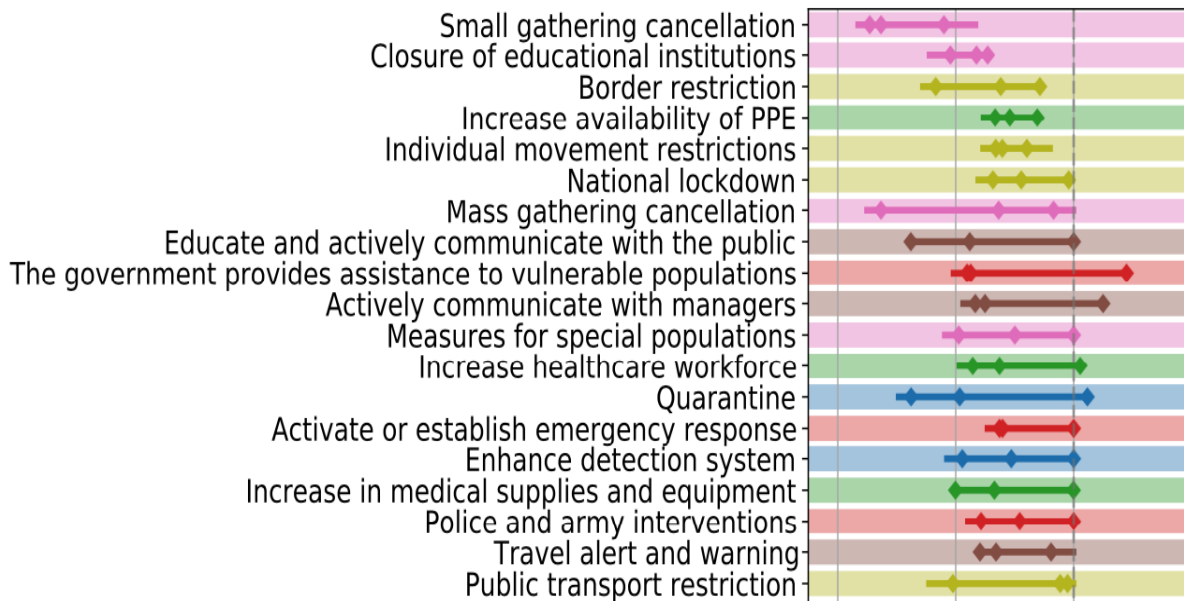 Small gathering cancellation
Closure of educational institutions
Border restriction
Increase availability of PPE
Individual movement restrictions
National lockdown
Mass gathering cancellation
Educate and actively communicate with the public
The government provides assistance to vulnerable populations
Actively communicate with managers
Measures for special populations
Increase healthcare workforce
Quarantine
Activate or establish emergency response
Enhance detection system
Increase in medical supplies and equipment
Police and army interventions
Travel alert and warning
Public transport restriction